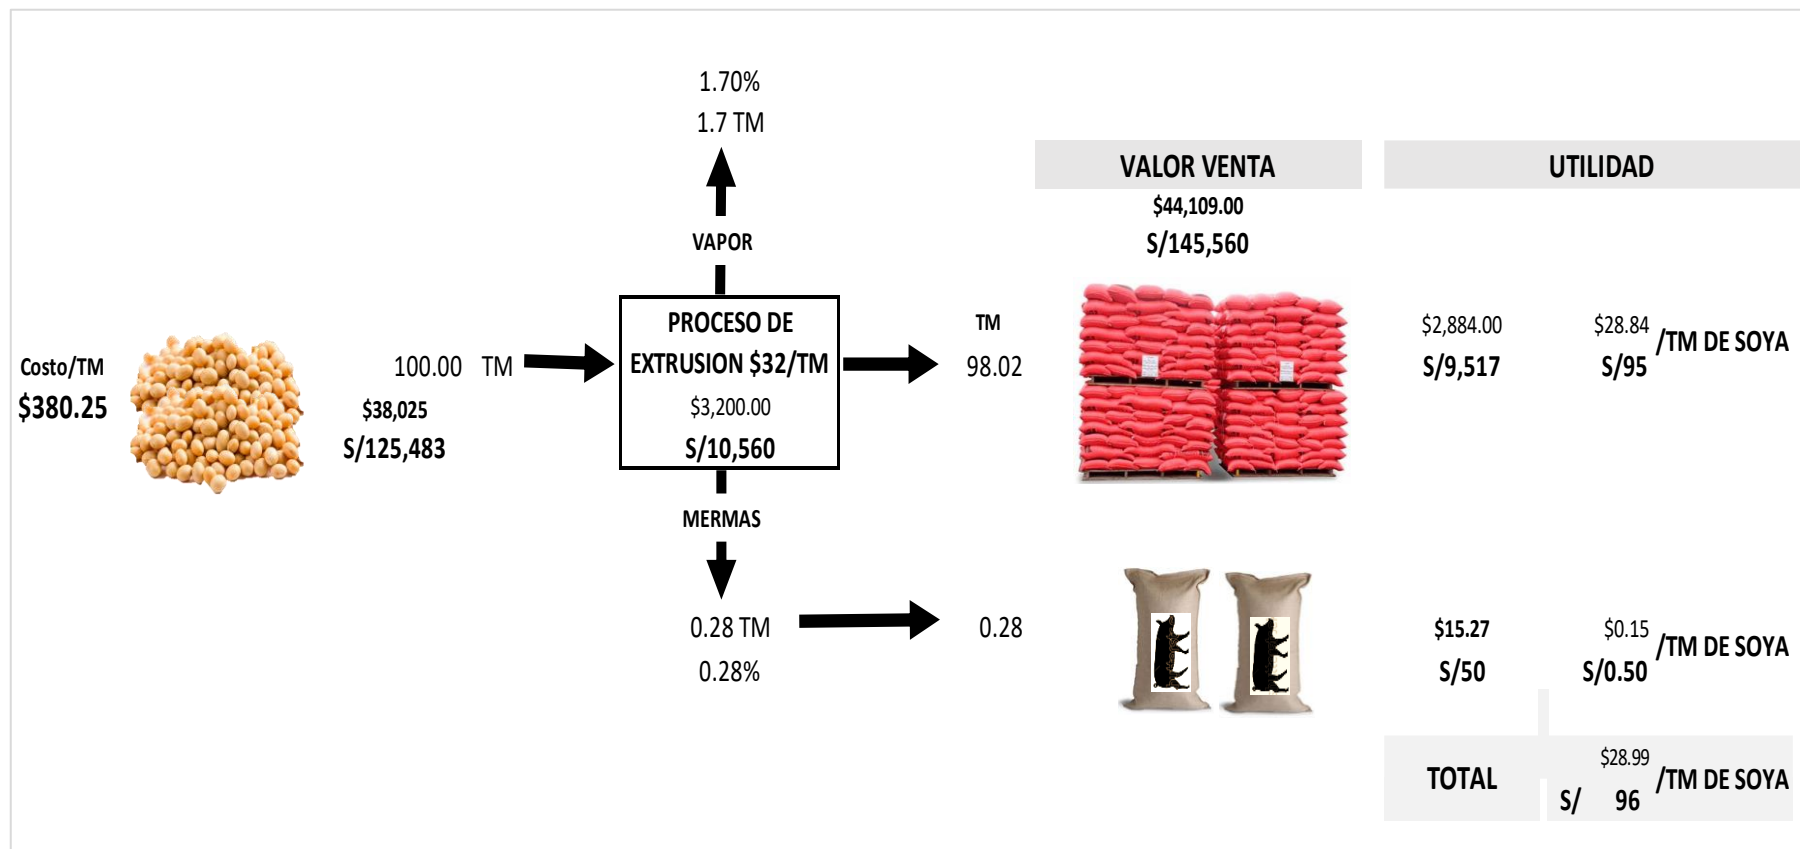 1.70%
1.7 TM
VAPOR
VALOR VENTA
$44,109.00
S/145,560
UTILIDAD
Costo/TM
$380.25
100.00 TM
$38,025
S/125,483
PROCESO DE
EXTRUSION $32/TM
$3,200.00
S/10,560
TM
98.02
$2,884.00 $28.84
S/9,517 S/95
/TM DE SOYA
MERMAS
0.28 TM
0.28%
0.28
$15.27 $0.15
S/50 S/0.50
/TM DE SOYA
TOTAL
$28.99
S/ 96
/TM DE SOYA